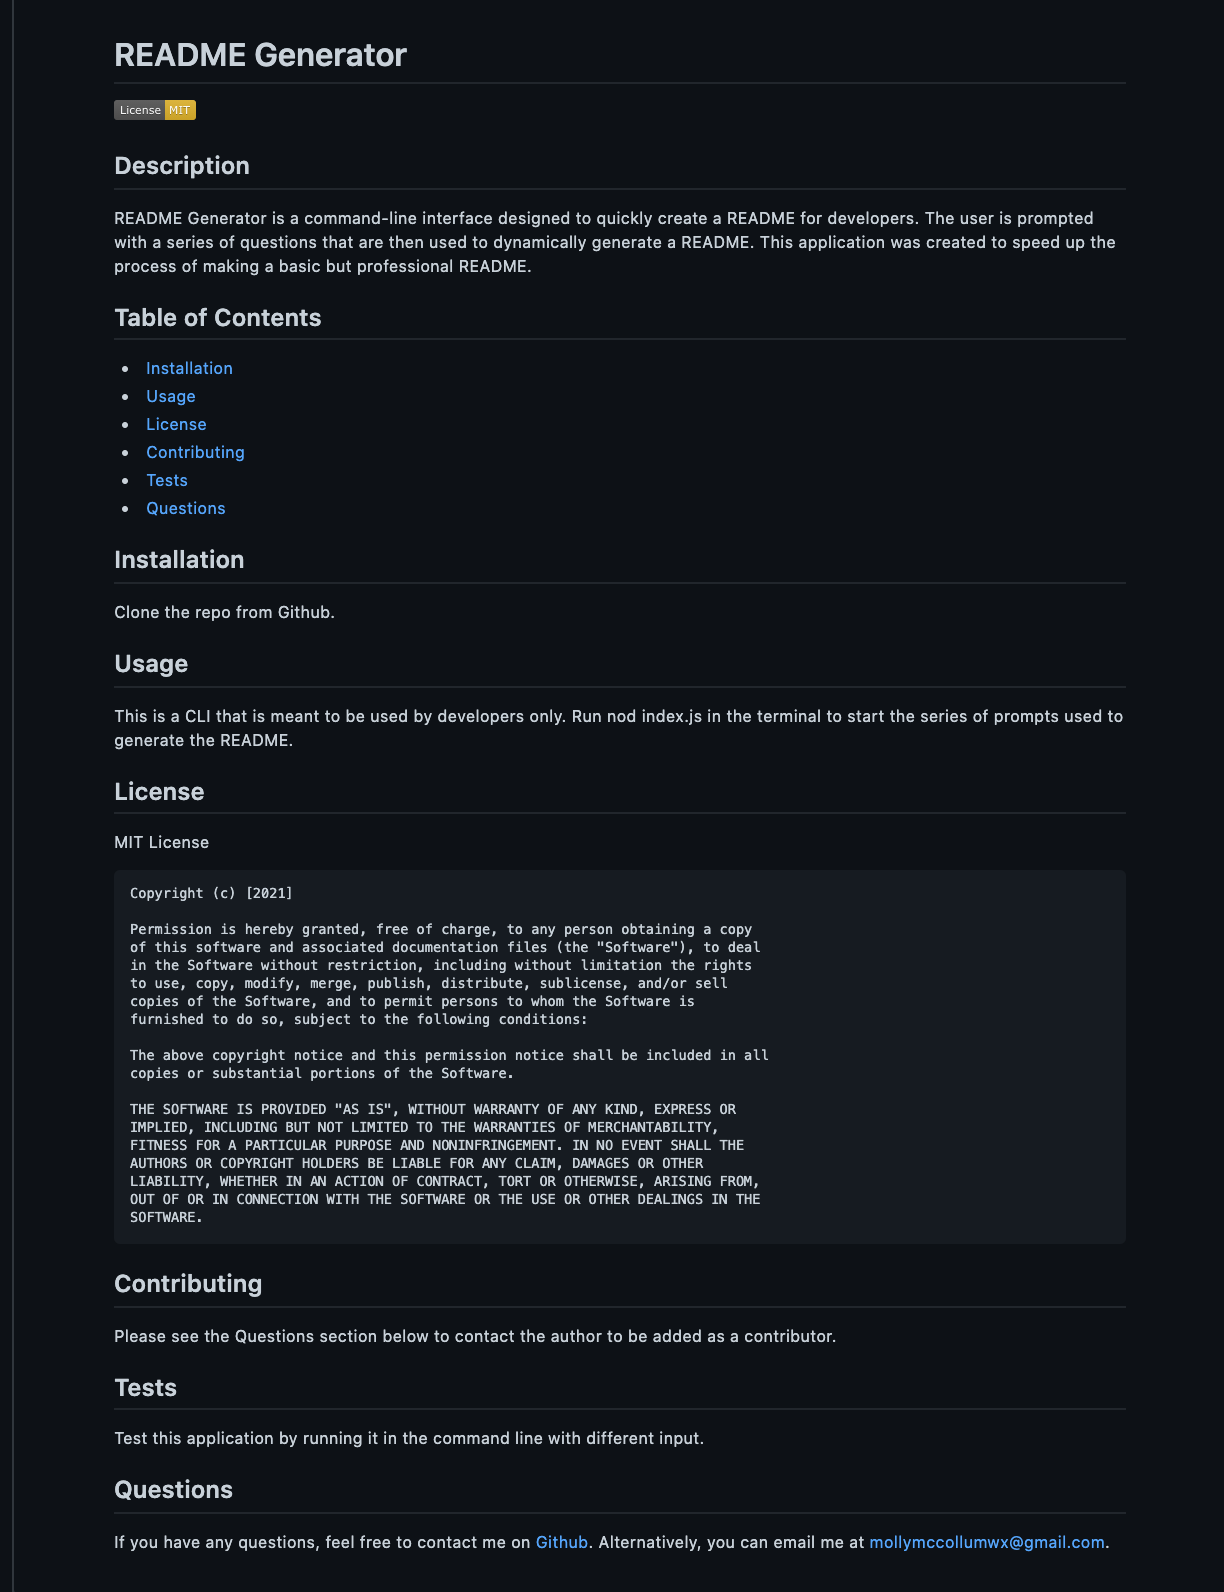 README Generator
License MIT
Description
README Generator is a command-line interface designed to quickly create a README for developers. The user is prompted
with a series of questions that are then used to dynamically generate a README. This application was created to speed up the
process of making a basic but professional README.
Table of Contents
Installation
Usage
License
Contributing
Tests
Questions
Installation
Clone the repo from Github.
Usage
This is a CLI that is meant to be used by developers only. Run nod index.js in the terminal to start the series of prompts used to
generate the README.
License
MIT License
Copyright (c) [2021]
Permission is hereby granted, free of charge, to any person obtaining a copy
of this software and associated documentation files (the "Software"), to deal
in the Software without restriction, including without limitation the rights
to use, copy, modify, merge, publish, distribute, sublicense, and/or sell
copies of the Software, and to permit persons to whom the Software is
furnished to do so, subject to the following conditions:
The above copyright notice and this permission notice shall be included in all
copies or substantial portions of the Software.
THE SOFTWARE IS PROVIDED "AS IS", WITHOUT WARRANTY OF ANY KIND, EXPRESS OR
IMPLIED, INCLUDING BUT NOT LIMITED TO THE WARRANTIES OF MERCHANTABILITY,
FITNESS FOR A PARTICULAR PURPOSE AND NONINFRINGEMENT. IN NO EVENT SHALL THE
AUTHORS OR COPYRIGHT HOLDERS BE LIABLE FOR ANY CLAIM, DAMAGES OR OTHER
LIABILITY, WHETHER IN AN ACTION OF CONTRACT, TORT OR OTHERWISE, ARISING FROM,
OUT OF OR IN CONNECTION WITH THE SOFTWARE OR THE USE OR OTHER DEALINGS IN THE
SOFTWARE.
Contributing
Please see the Questions section below to contact the author to be added as a contributor.
Tests
Test this application by running it in the command line with different input.
Questions
If you have any questions, feel free to contact me on Github. Alternatively, you can email me at mollymccollumwx@gmail.com.